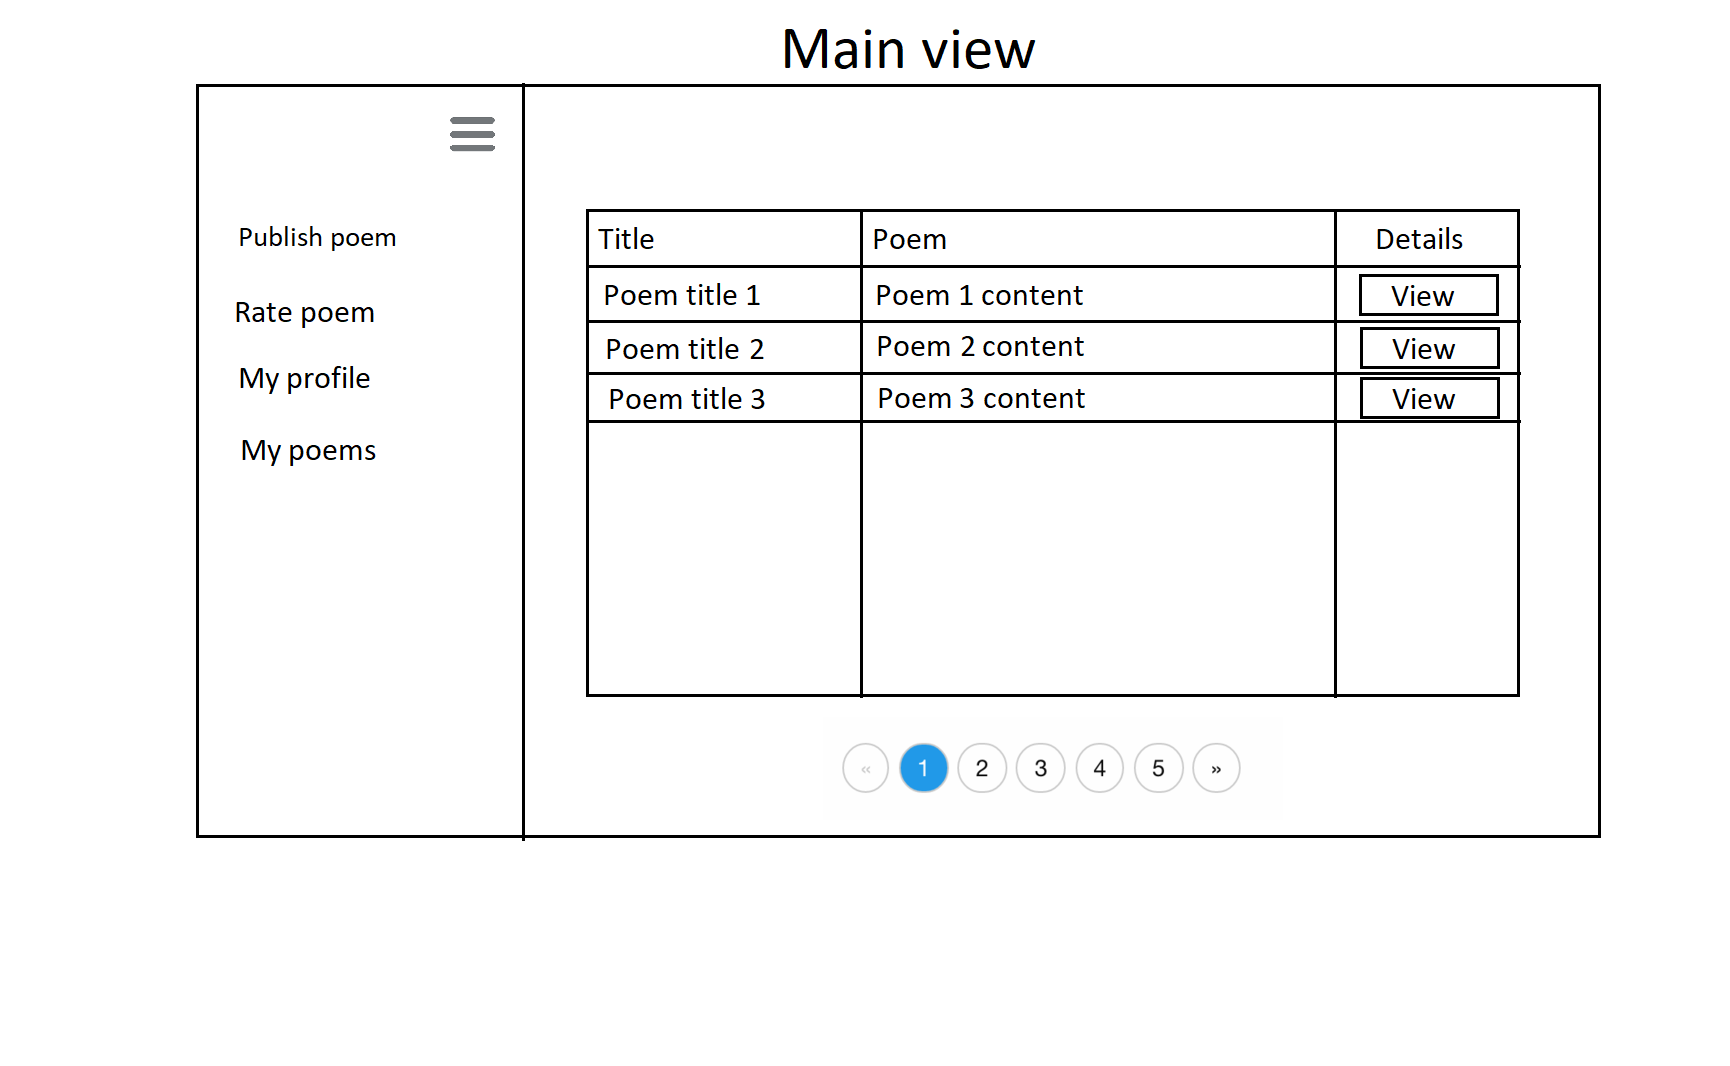 Main view
Publish poem
Rate poem
My profile
My poems
Title Poem Details
Poem title 1 Poem 1 content View
Poem title 2 Poem 2 content View
Poem title 3 Poem 3 content View
« 1 2 3 4 5 »